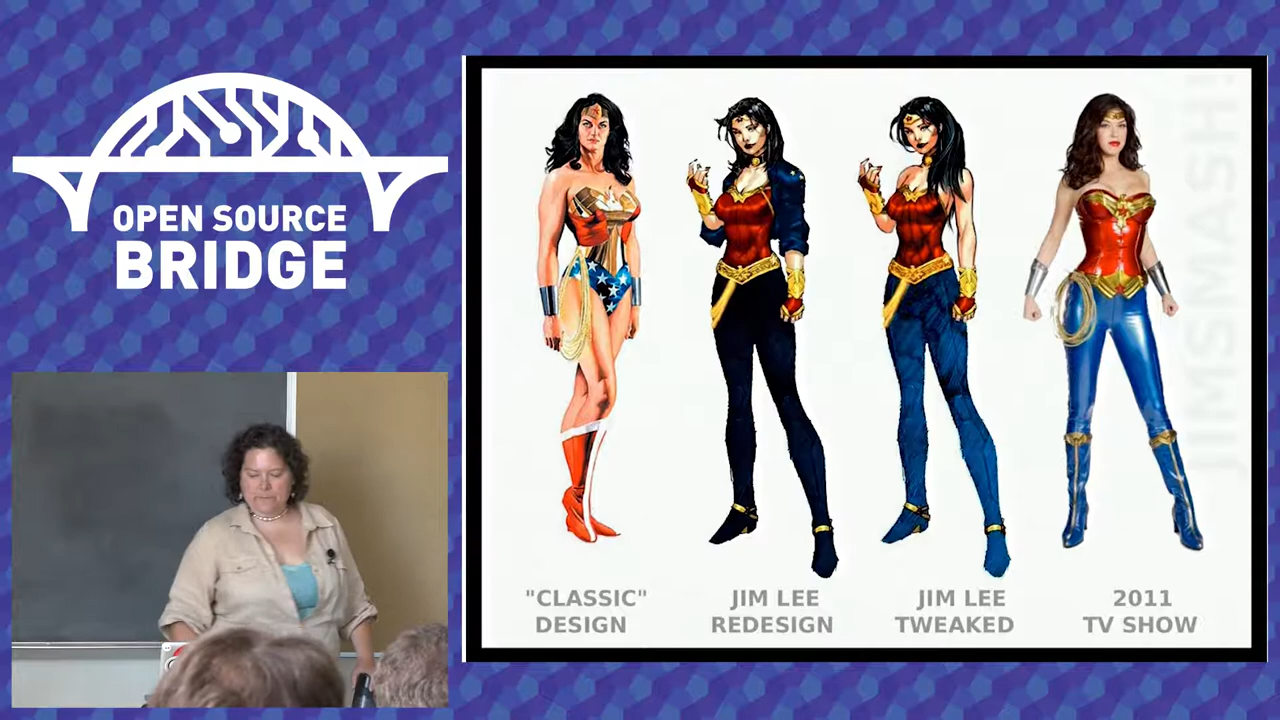 OPEN SOURCE
BRIDGE
"CLASSIC"
DESIGN
JIM LEE
REDESIGN
JIM LEE
TWEAKED
2011
TV SHOW
JIMSMASH!